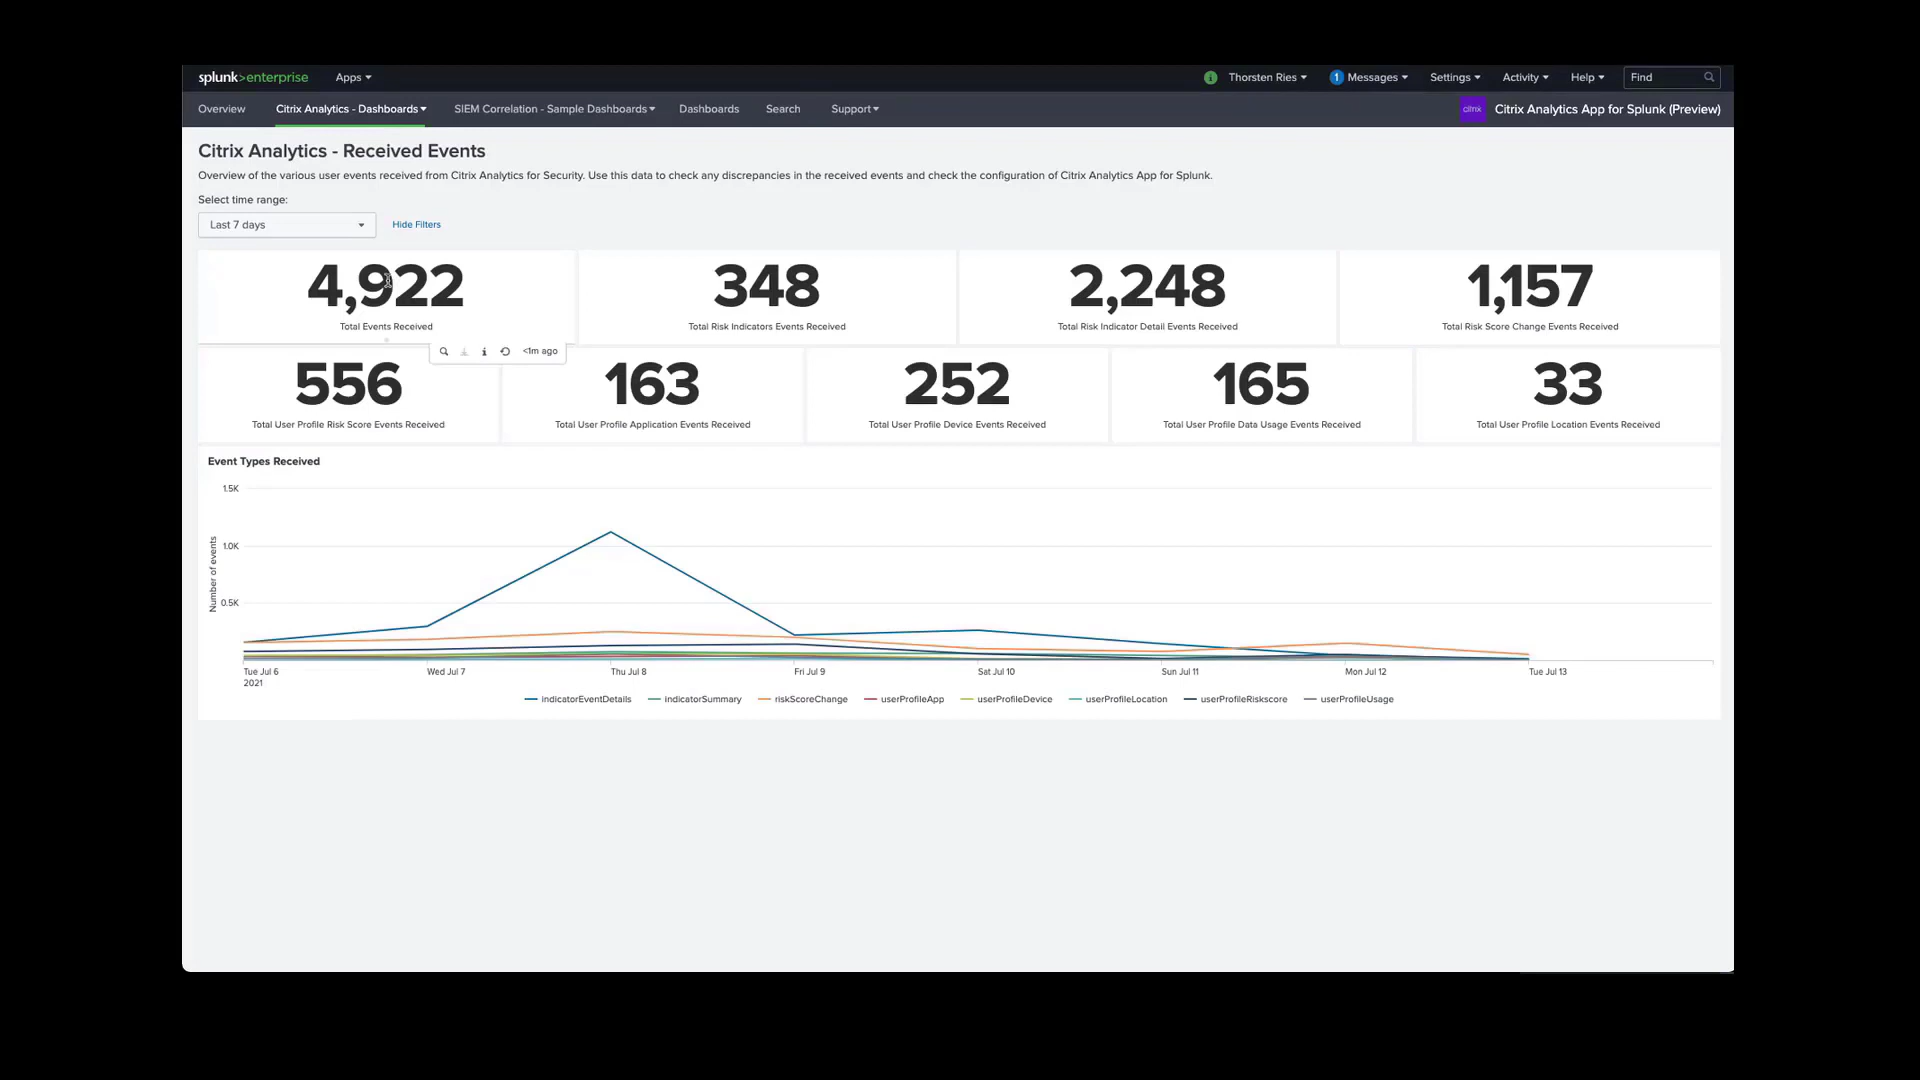 splunk>enterprise Apps Thorsten Ries 1 Messages Settings Activity Help Find
Overview Citrix Analytics - Dashboards SIEM Correlation - Sample Dashboards Dashboards Search Support citrix Citrix Analytics App for Splunk (Preview)
Citrix Analytics - Received Events
Overview of the various user events received from Citrix Analytics for Security. Use this data to check any discrepancies in the received events and check the configuration of Citrix Analytics App for Splunk.
Select time range:
Last 7 days Hide Filters
4,922 348 2,248 1,157
Total Events Received Total Risk Indicators Events Received Total Risk Indicator Detail Events Received Total Risk Score Change Events Received
<1m ago
556 163 252 165 33
Total User Profile Risk Score Events Received Total User Profile Application Events Received Total User Profile Device Events Received Total User Profile Data Usage Events Received Total User Profile Location Events Received
Event Types Received
1.5K
1.0K
0.5K
Number of events
Tue Jul 6 Wed Jul 7 Thu Jul 8 Fri Jul 9 Sat Jul 10 Sun Jul 11 Mon Jul 12 Tue Jul 13
2021
indicatorEventDetails indicatorSummary riskScoreChange userProfileApp userProfileDevice userProfileLocation userProfileRiskscore userProfileUsage